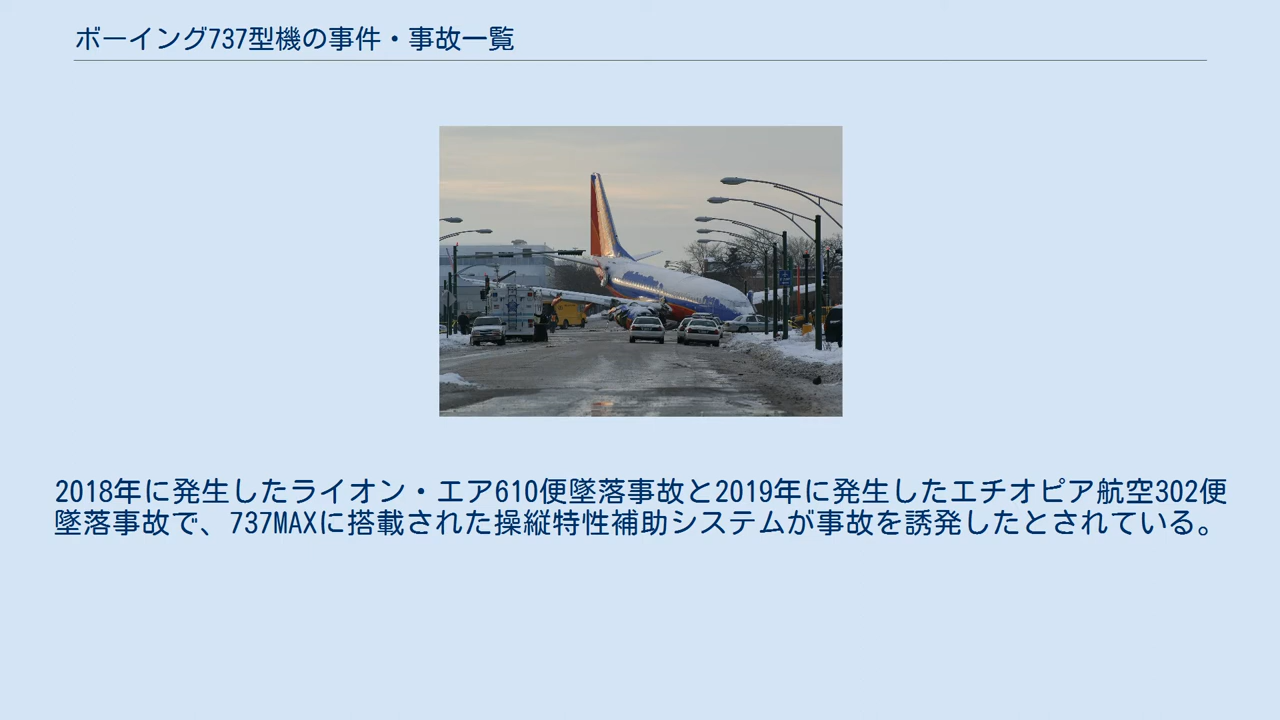 ボーイング737型機の事件・事故一覧
2018年に発生したライオン・エア610便墜落事故と2019年に発生したエチオピア航空302便
墜落事故で、737MAXに搭載された操縦特性補助システムが事故を誘発したとされている。